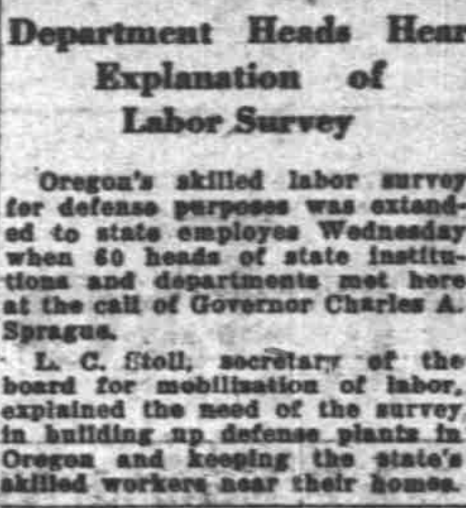 Department Heads Hear
Explanation of
Labor Survey
Oregon's skilled labor survey
for defense purposes was extend-
ed to state employes Wednesday
when 60 heads of state institu-
tions and departments met here
at the call of Governor Charles A.
Sprague.
L. C. Stoll, secretary of the
board for mobilization of labor,
explained the need of the survey
in building up defense plants in
Oregon and keeping the state's
skilled workers near their homes.